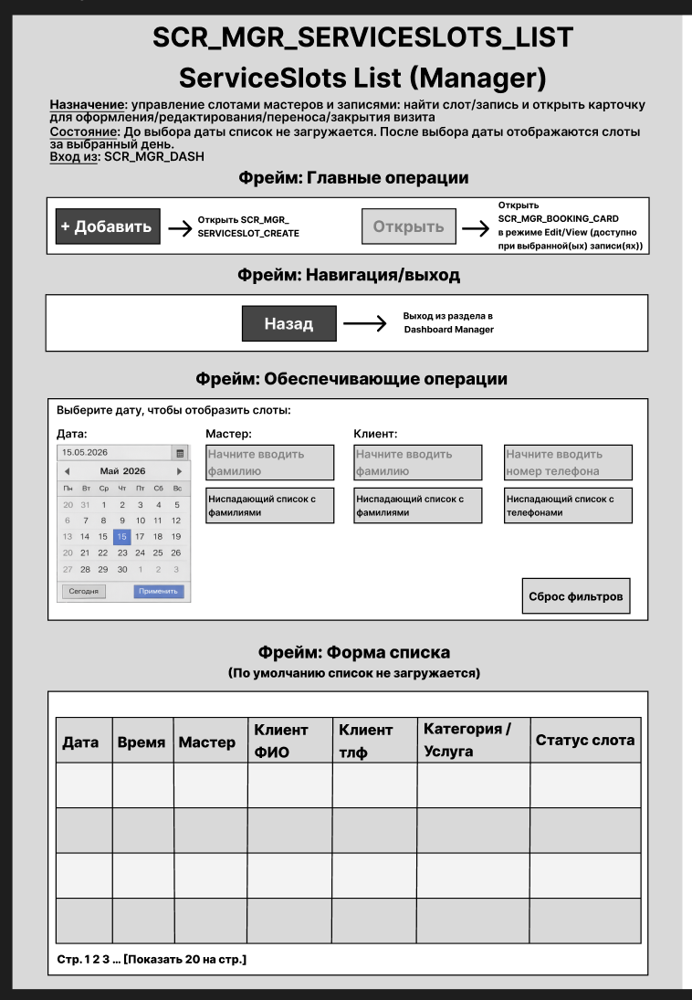 SCR_MGR_SERVICESLOTS_LIST
ServiceSlots List (Manager)
Назначение: управление слотами мастеров и записями: найти слот/запись и открыть карточку
для оформления/редактирования/переноса/закрытия визита
Состояние: До выбора даты список не загружается. После выбора даты отображаются слоты
за выбранный день.
Вход из: SCR_MGR_DASH
Фрейм: Главные операции
+ Добавить
Открыть SCR_MGR_
SERVICESLOT_CREATE
Открыть
Открыть
SCR_MGR_BOOKING_CARD
в режиме Edit/View (доступно
при выбранной(ых) записи(ях))
Фрейм: Навигация/выход
Назад
Выход из раздела в
Dashboard Manager
Фрейм: Обеспечивающие операции
Выберите дату, чтобы отобразить слоты:
Дата:
15.05.2026
Май 2026
Пн Вт Ср Чт Пт Сб Вс
20 31 1 2 3 4 5
6 7 8 9 10 11 12
13 14 15 15 17 18 19
20 21 22 23 24 25 26
27 28 29 30 1 2 3
Сегодня Применить
Мастер:
Начните вводить
фамилию
Ниспадающий список с
фамилиями
Клиент:
Начните вводить
фамилию
Ниспадающий список с
фамилиями
Начните вводить
номер телефона
Ниспадающий список с
телефонами
Сброс фильтров
Фрейм: Форма списка
(По умолчанию список не загружается)
Дата
Время
Мастер
Клиент
ФИО
Клиент
тлф
Категория /
Услуга
Статус слота
Стр. 1 2 3 ... [Показать 20 на стр.]